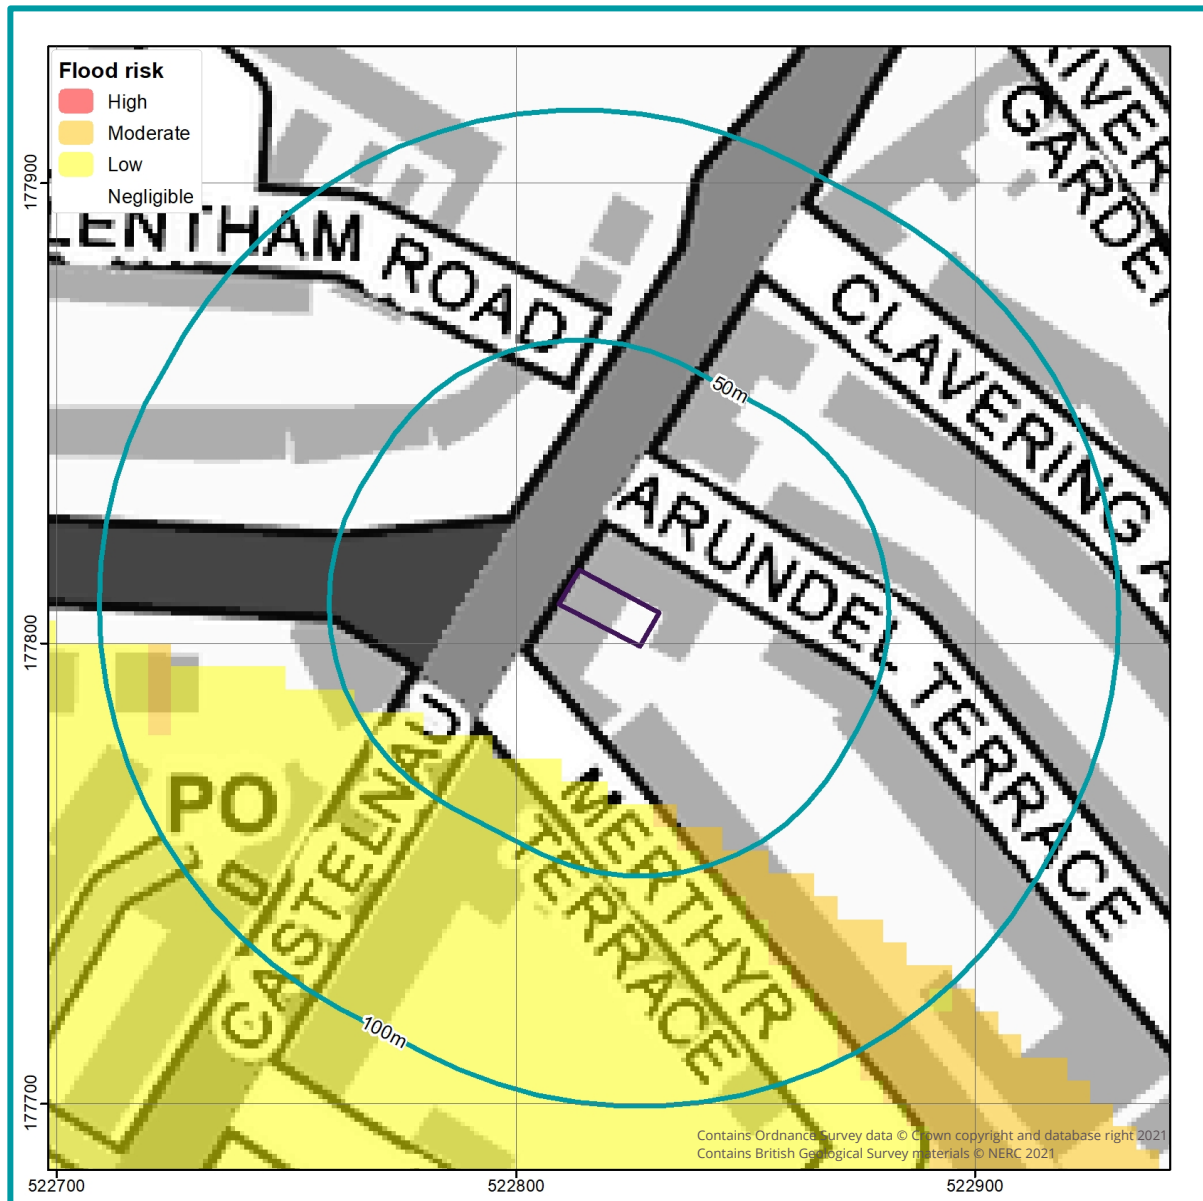 Flood risk
High
Moderate
Low
Negligible
LENTHAM ROAD
RIVER
GARDE
CLAVERING A
50m
ARUNDEL TERRACE
CASTELNAU
PO
MERTHYR
TERRACE
100m
177900
177800
177700
522700
522800
522900
Contains Ordnance Survey data © Crown copyright and database right 2021
Contains British Geological Survey materials © NERC 2021